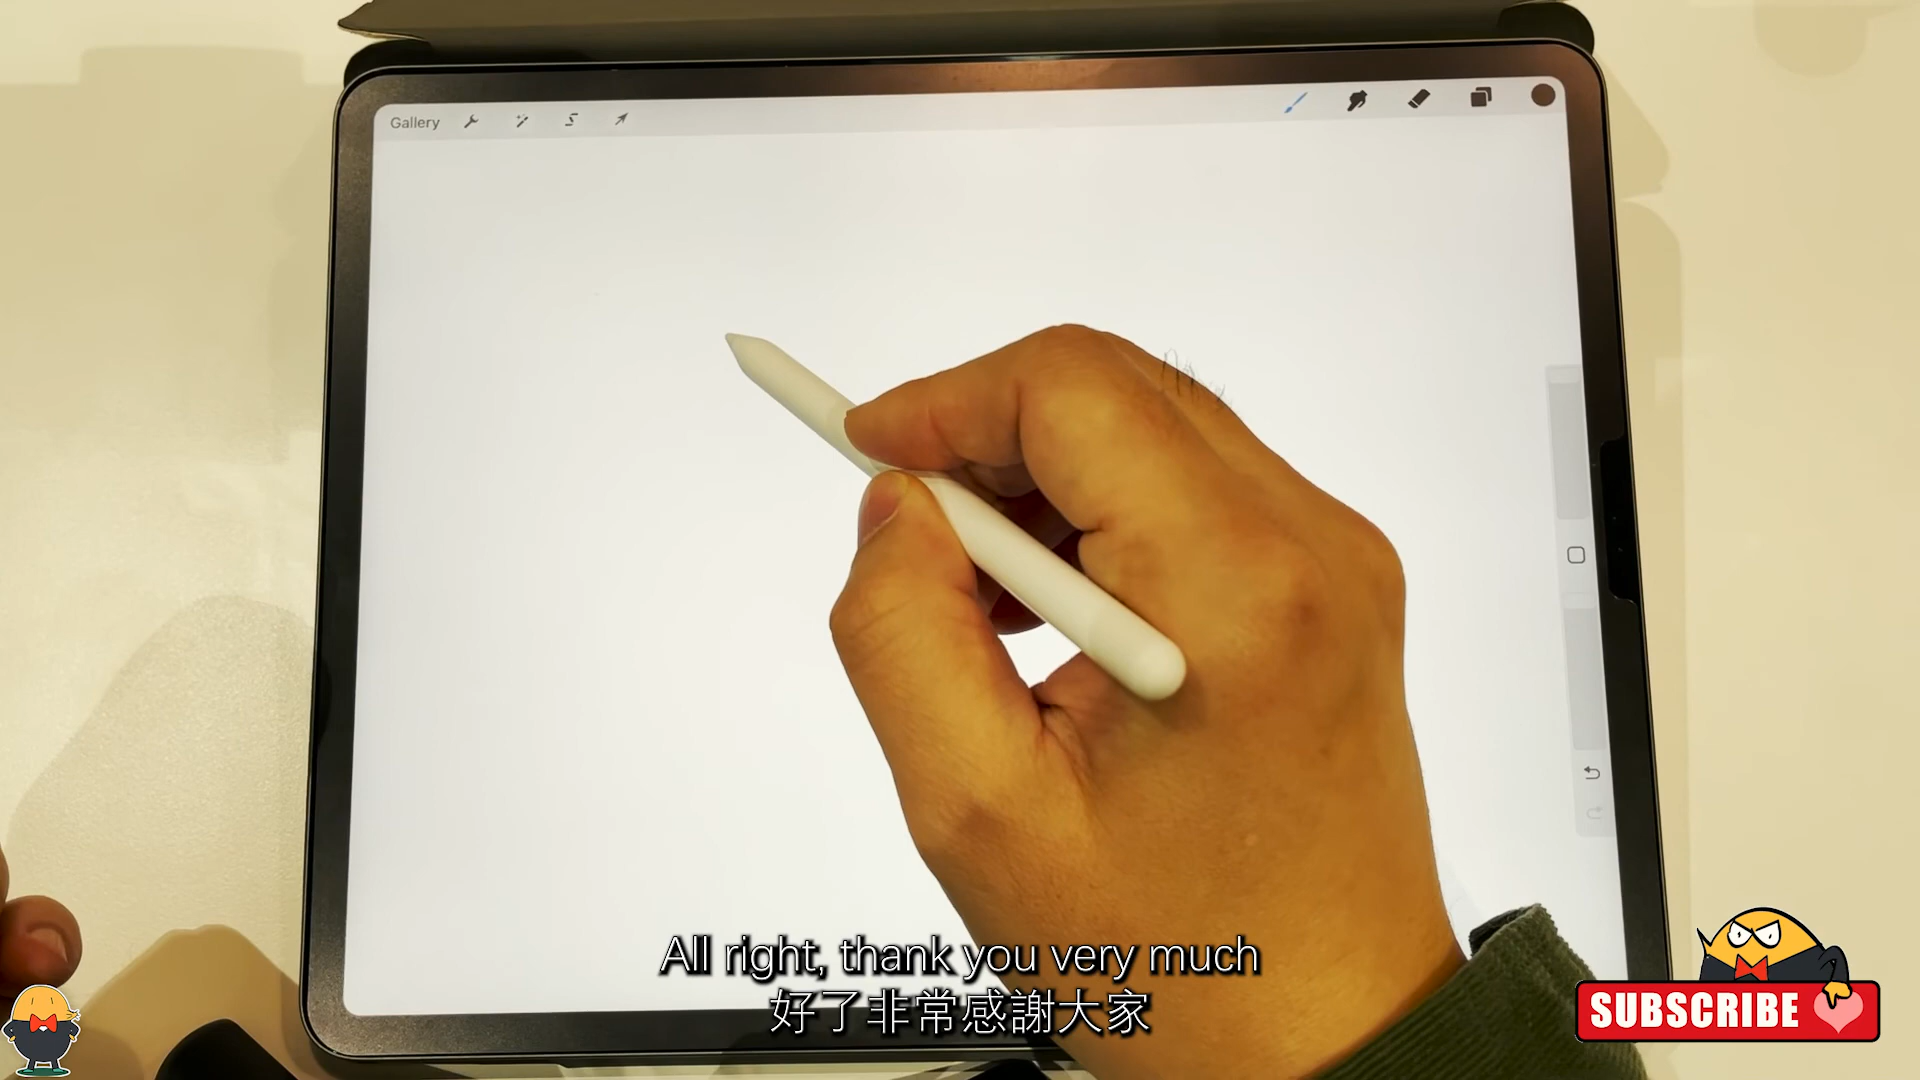 Gallery
All right, thank you very much
好了非常感謝大家
SUBSCRIBE